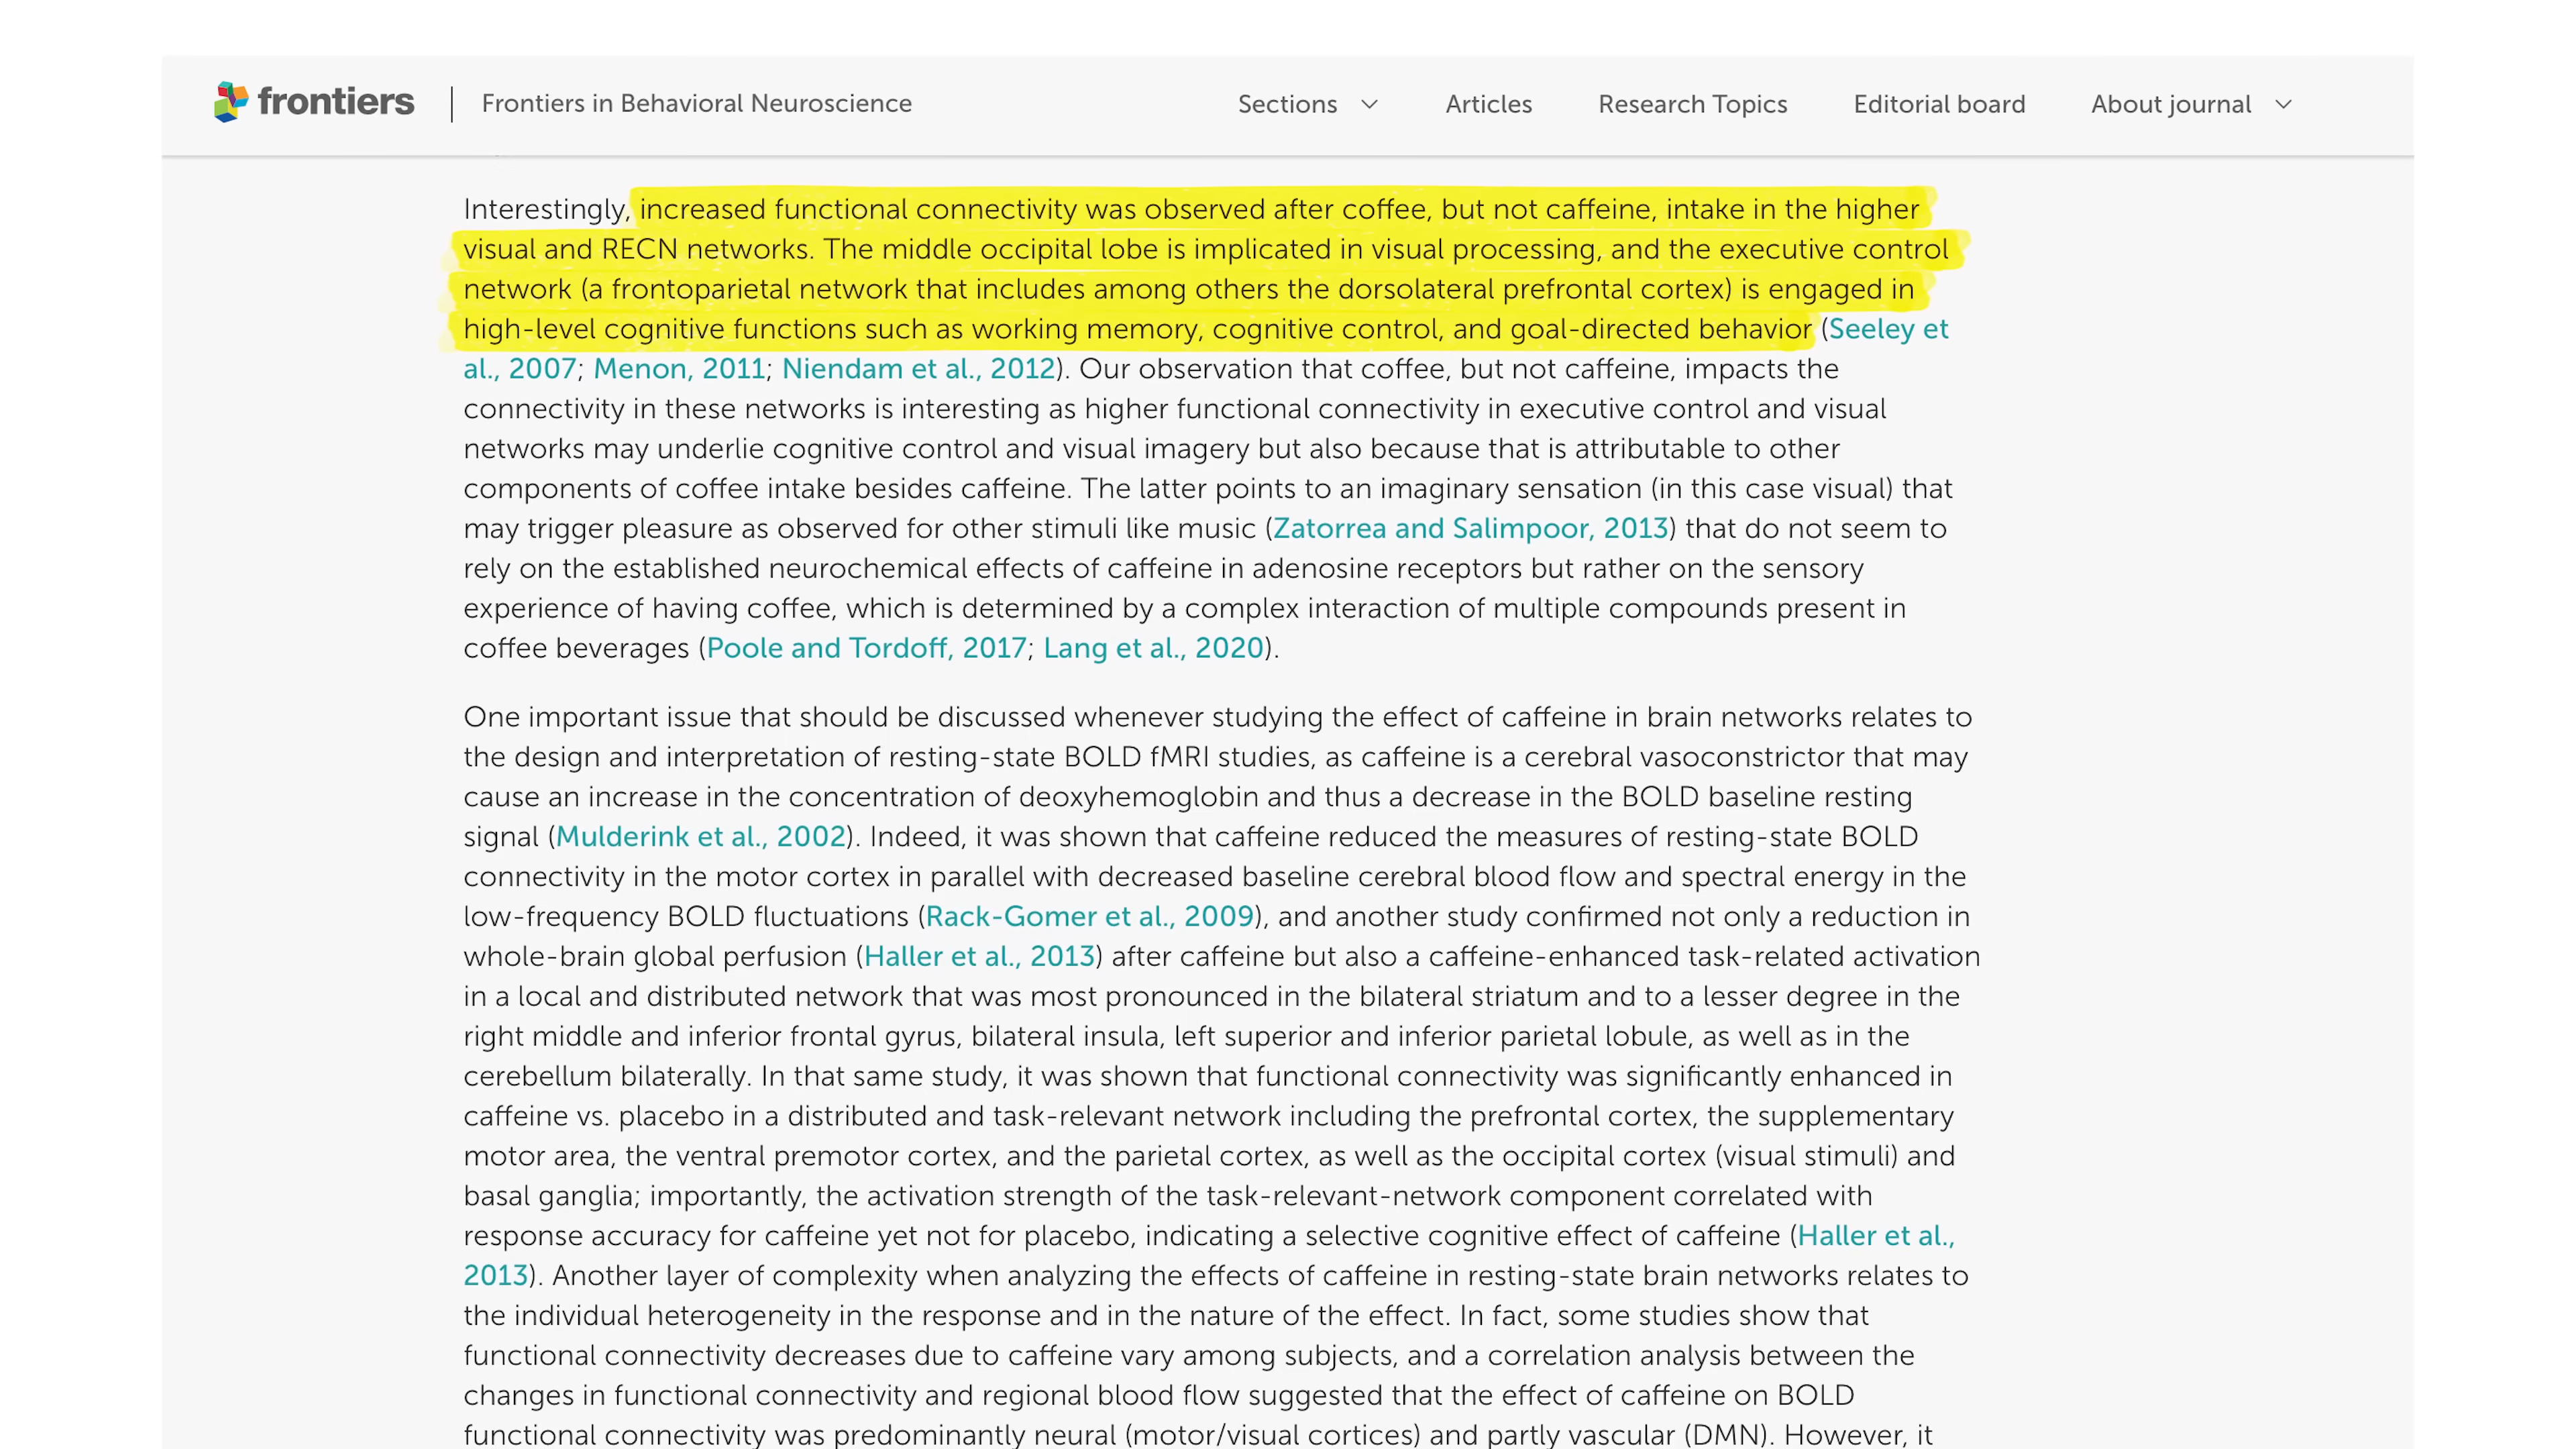 frontiers | Frontiers in Behavioral Neuroscience Sections Articles Research Topics Editorial board About journal
Interestingly, increased functional connectivity was observed after coffee, but not caffeine, intake in the higher
visual and RECN networks. The middle occipital lobe is implicated in visual processing, and the executive control
network (a frontoparietal network that includes among others the dorsolateral prefrontal cortex) is engaged in
high-level cognitive functions such as working memory, cognitive control, and goal-directed behavior (Seeley et
al., 2007; Menon, 2011; Niendam et al., 2012). Our observation that coffee, but not caffeine, impacts the
connectivity in these networks is interesting as higher functional connectivity in executive control and visual
networks may underlie cognitive control and visual imagery but also because that is attributable to other
components of coffee intake besides caffeine. The latter points to an imaginary sensation (in this case visual) that
may trigger pleasure as observed for other stimuli like music (Zatorrea and Salimpoor, 2013) that do not seem to
rely on the established neurochemical effects of caffeine in adenosine receptors but rather on the sensory
experience of having coffee, which is determined by a complex interaction of multiple compounds present in
coffee beverages (Poole and Tordoff, 2017; Lang et al., 2020).
One important issue that should be discussed whenever studying the effect of caffeine in brain networks relates to
the design and interpretation of resting-state BOLD fMRI studies, as caffeine is a cerebral vasoconstrictor that may
cause an increase in the concentration of deoxyhemoglobin and thus a decrease in the BOLD baseline resting
signal (Mulderink et al., 2002). Indeed, it was shown that caffeine reduced the measures of resting-state BOLD
connectivity in the motor cortex in parallel with decreased baseline cerebral blood flow and spectral energy in the
low-frequency BOLD fluctuations (Rack-Gomer et al., 2009), and another study confirmed not only a reduction in
whole-brain global perfusion (Haller et al., 2013) after caffeine but also a caffeine-enhanced task-related activation
in a local and distributed network that was most pronounced in the bilateral striatum and to a lesser degree in the
right middle and inferior frontal gyrus, bilateral insula, left superior and inferior parietal lobule, as well as in the
cerebellum bilaterally. In that same study, it was shown that functional connectivity was significantly enhanced in
caffeine vs. placebo in a distributed and task-relevant network including the prefrontal cortex, the supplementary
motor area, the ventral premotor cortex, and the parietal cortex, as well as the occipital cortex (visual stimuli) and
basal ganglia; importantly, the activation strength of the task-relevant-network component correlated with
response accuracy for caffeine yet not for placebo, indicating a selective cognitive effect of caffeine (Haller et al.,
2013). Another layer of complexity when analyzing the effects of caffeine in resting-state brain networks relates to
the individual heterogeneity in the response and in the nature of the effect. In fact, some studies show that
functional connectivity decreases due to caffeine vary among subjects, and a correlation analysis between the
changes in functional connectivity and regional blood flow suggested that the effect of caffeine on BOLD
functional connectivity was predominantly neural (motor/visual cortices) and partly vascular (DMN). However, it